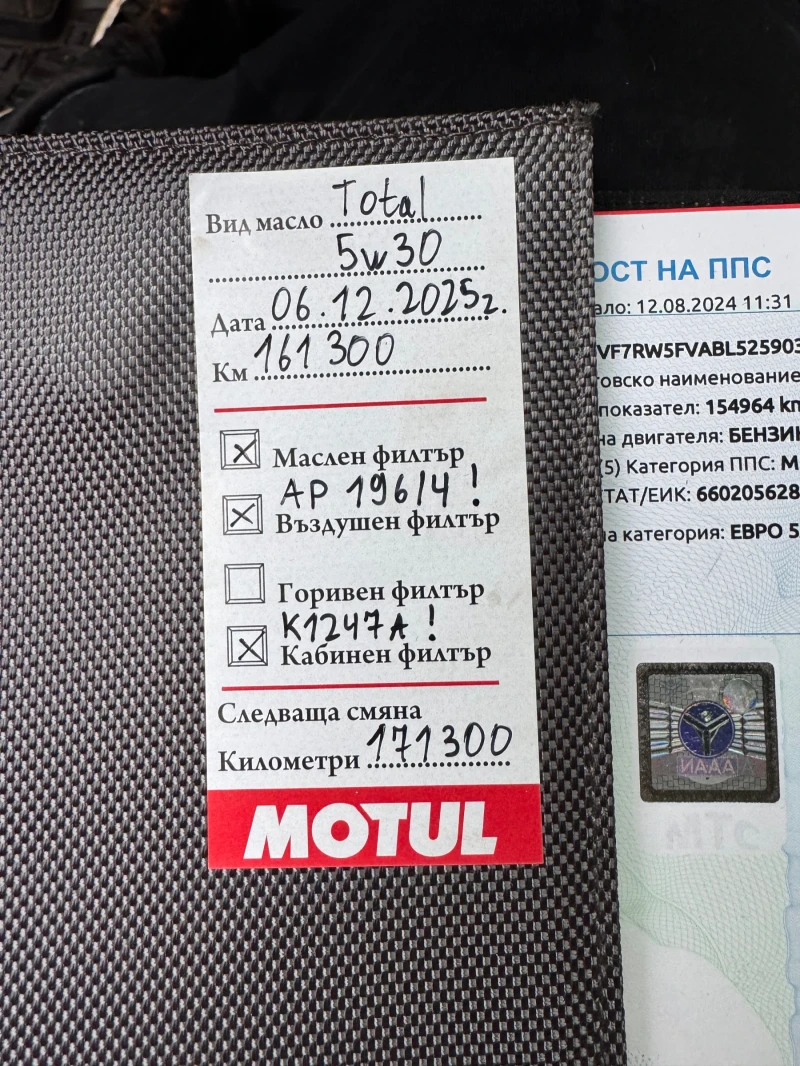 Вид масло Total
5w30
Дата 06.12.2025г.
Км 161 300
Маслен филтър
AP 196/4 !
Въздушен филтър
Горивен филтър
K1247A !
Кабинен филтър
Следваща смяна
Километри 171300
MOTUL
ОСТ НА ППС
ало: 12.08.2024 11:31
VF7RW5FVABL525903
говско наименование
показател: 154964 km
на двигателя: БЕНЗИН
(5) Категория ППС: M
ТАТ/ЕИК: 660205628
а категория: ЕВРО 5
ИААА